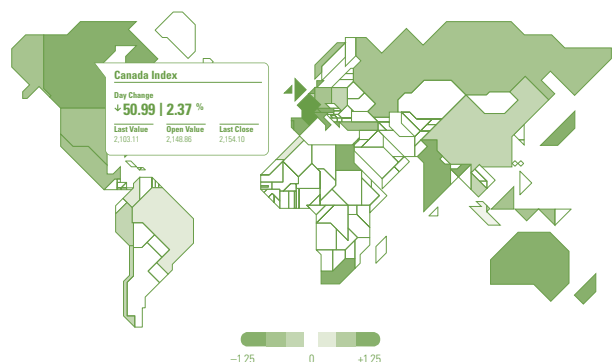 Canada Index
Day Change
↓50.99 | 2.37 %
Last Value Open Value Last Close
2,103.11 2,148.86 2,154.10
−1.25 0 +1.25